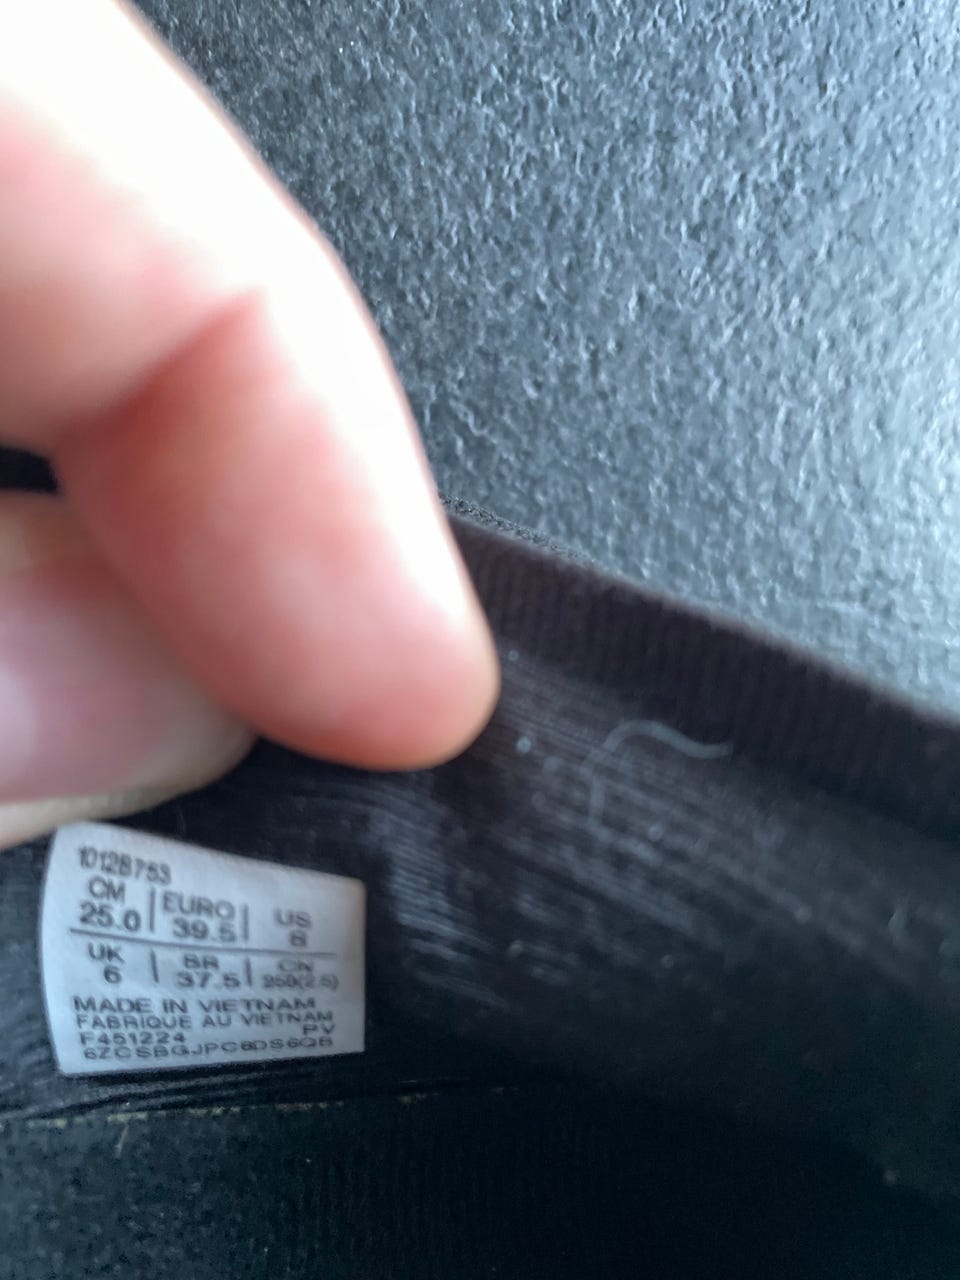 1012B753
CM | EURO | US
25.0 | 39.5 | 8
UK | BR | CN
6 | 37.5 | 250(2.5)
MADE IN VIETNAM
FABRIQUE AU VIETNAM
F451224 PV